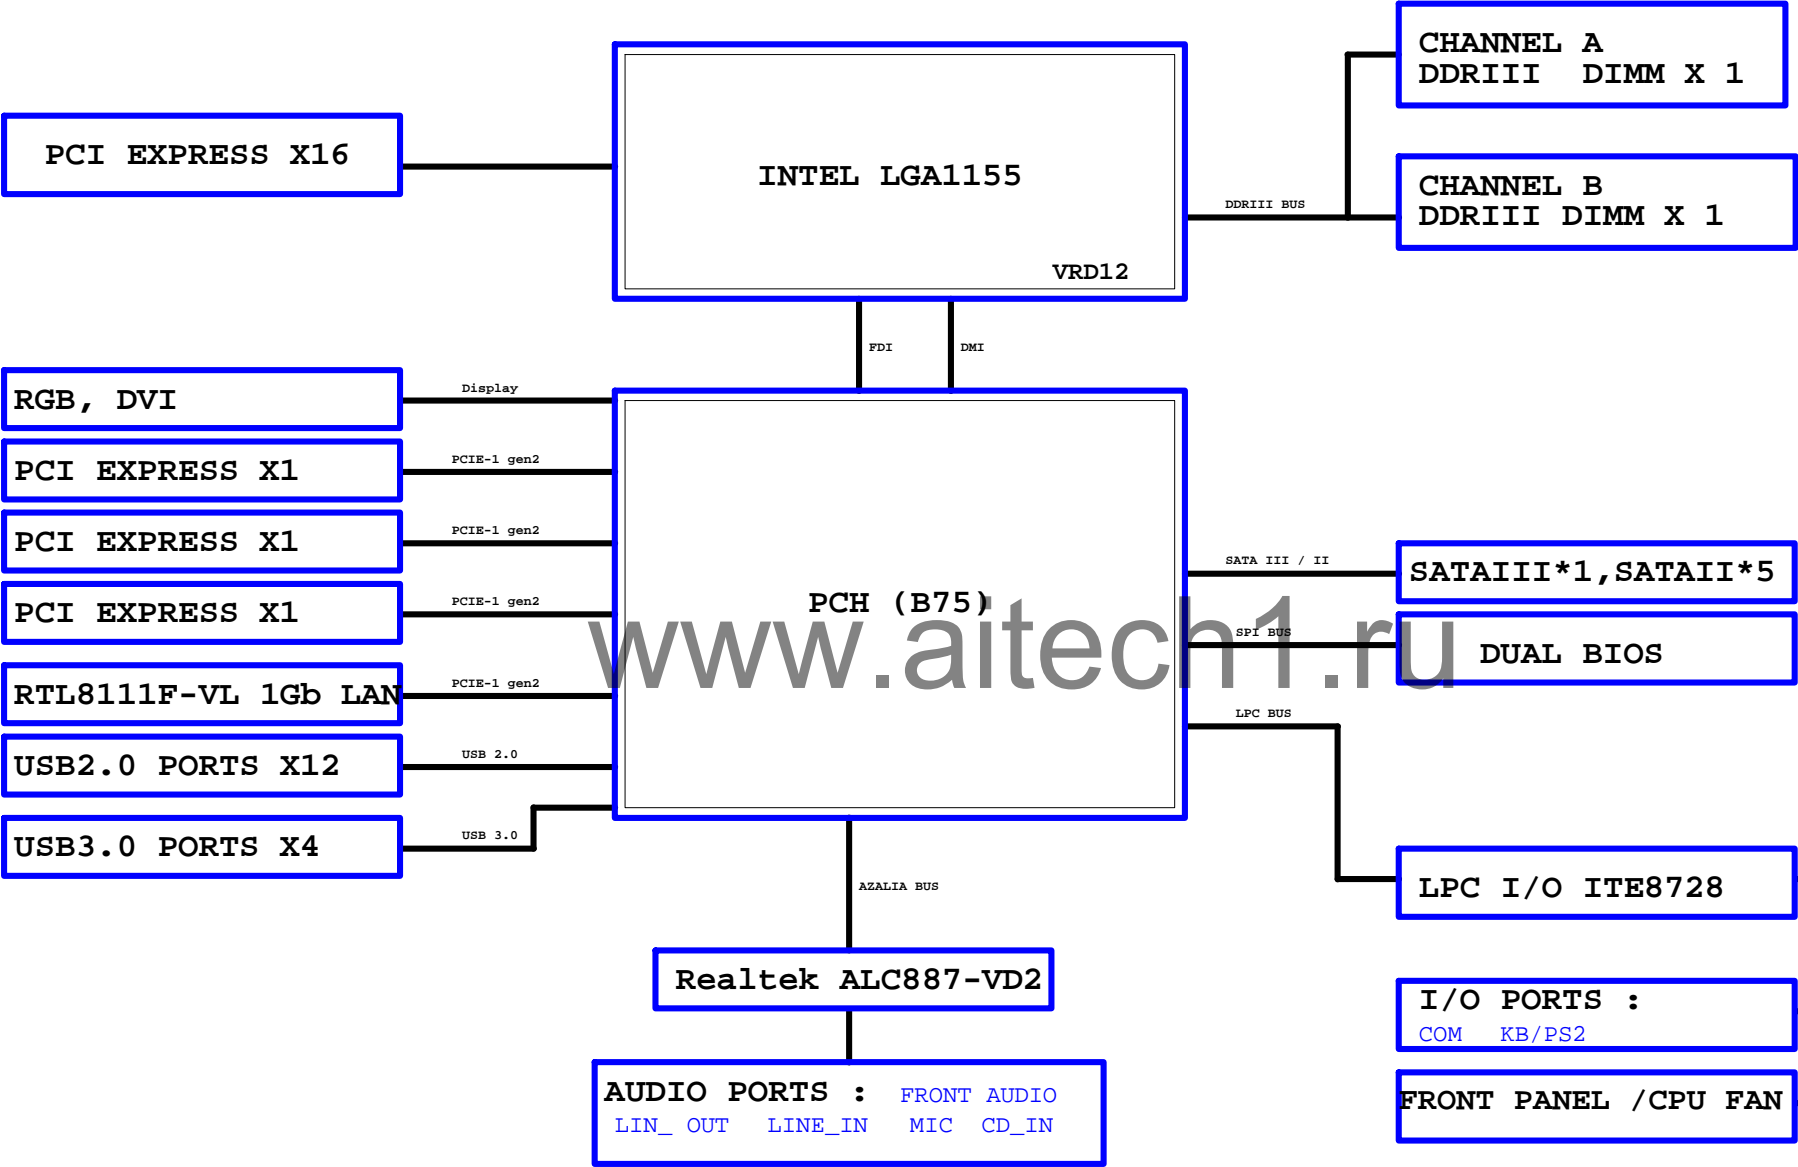 CHANNEL A
DDRIII DIMM X 1
PCI EXPRESS X16
INTEL LGA1155
CHANNEL B
DDRIII DIMM X 1
DDRIII BUS
VRD12
FDI
DMI
RGB, DVI
Display
PCI EXPRESS X1
PCIE-1 gen2
PCI EXPRESS X1
PCIE-1 gen2
PCI EXPRESS X1
PCIE-1 gen2
PCH (B75)
SATA III / II
SATAIII*1,SATAII*5
SPI BUS
DUAL BIOS
www.aitech1.ru
RTL8111F-VL 1Gb LAN
PCIE-1 gen2
LPC BUS
USB2.0 PORTS X12
USB 2.0
USB3.0 PORTS X4
USB 3.0
AZALIA BUS
LPC I/O ITE8728
Realtek ALC887-VD2
I/O PORTS :
COM KB/PS2
AUDIO PORTS : FRONT AUDIO
LIN_ OUT LINE_IN MIC CD_IN
FRONT PANEL /CPU FAN